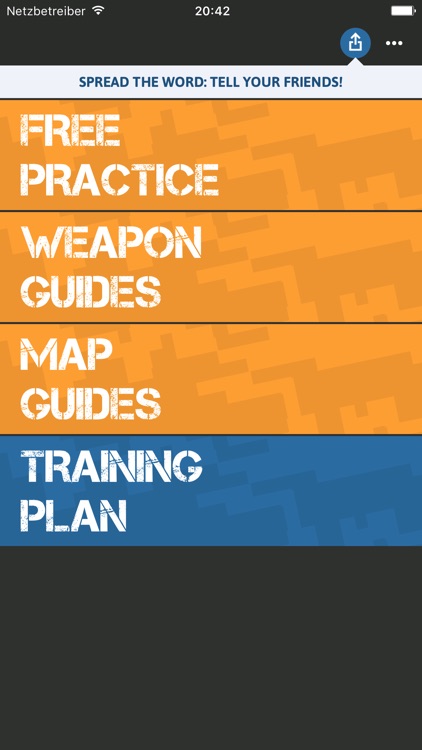 Netzbetreiber 20:42
SPREAD THE WORD: TELL YOUR FRIENDS!
FREE
PRACTICE
WEAPON
GUIDES
MAP
GUIDES
TRAINING
PLAN